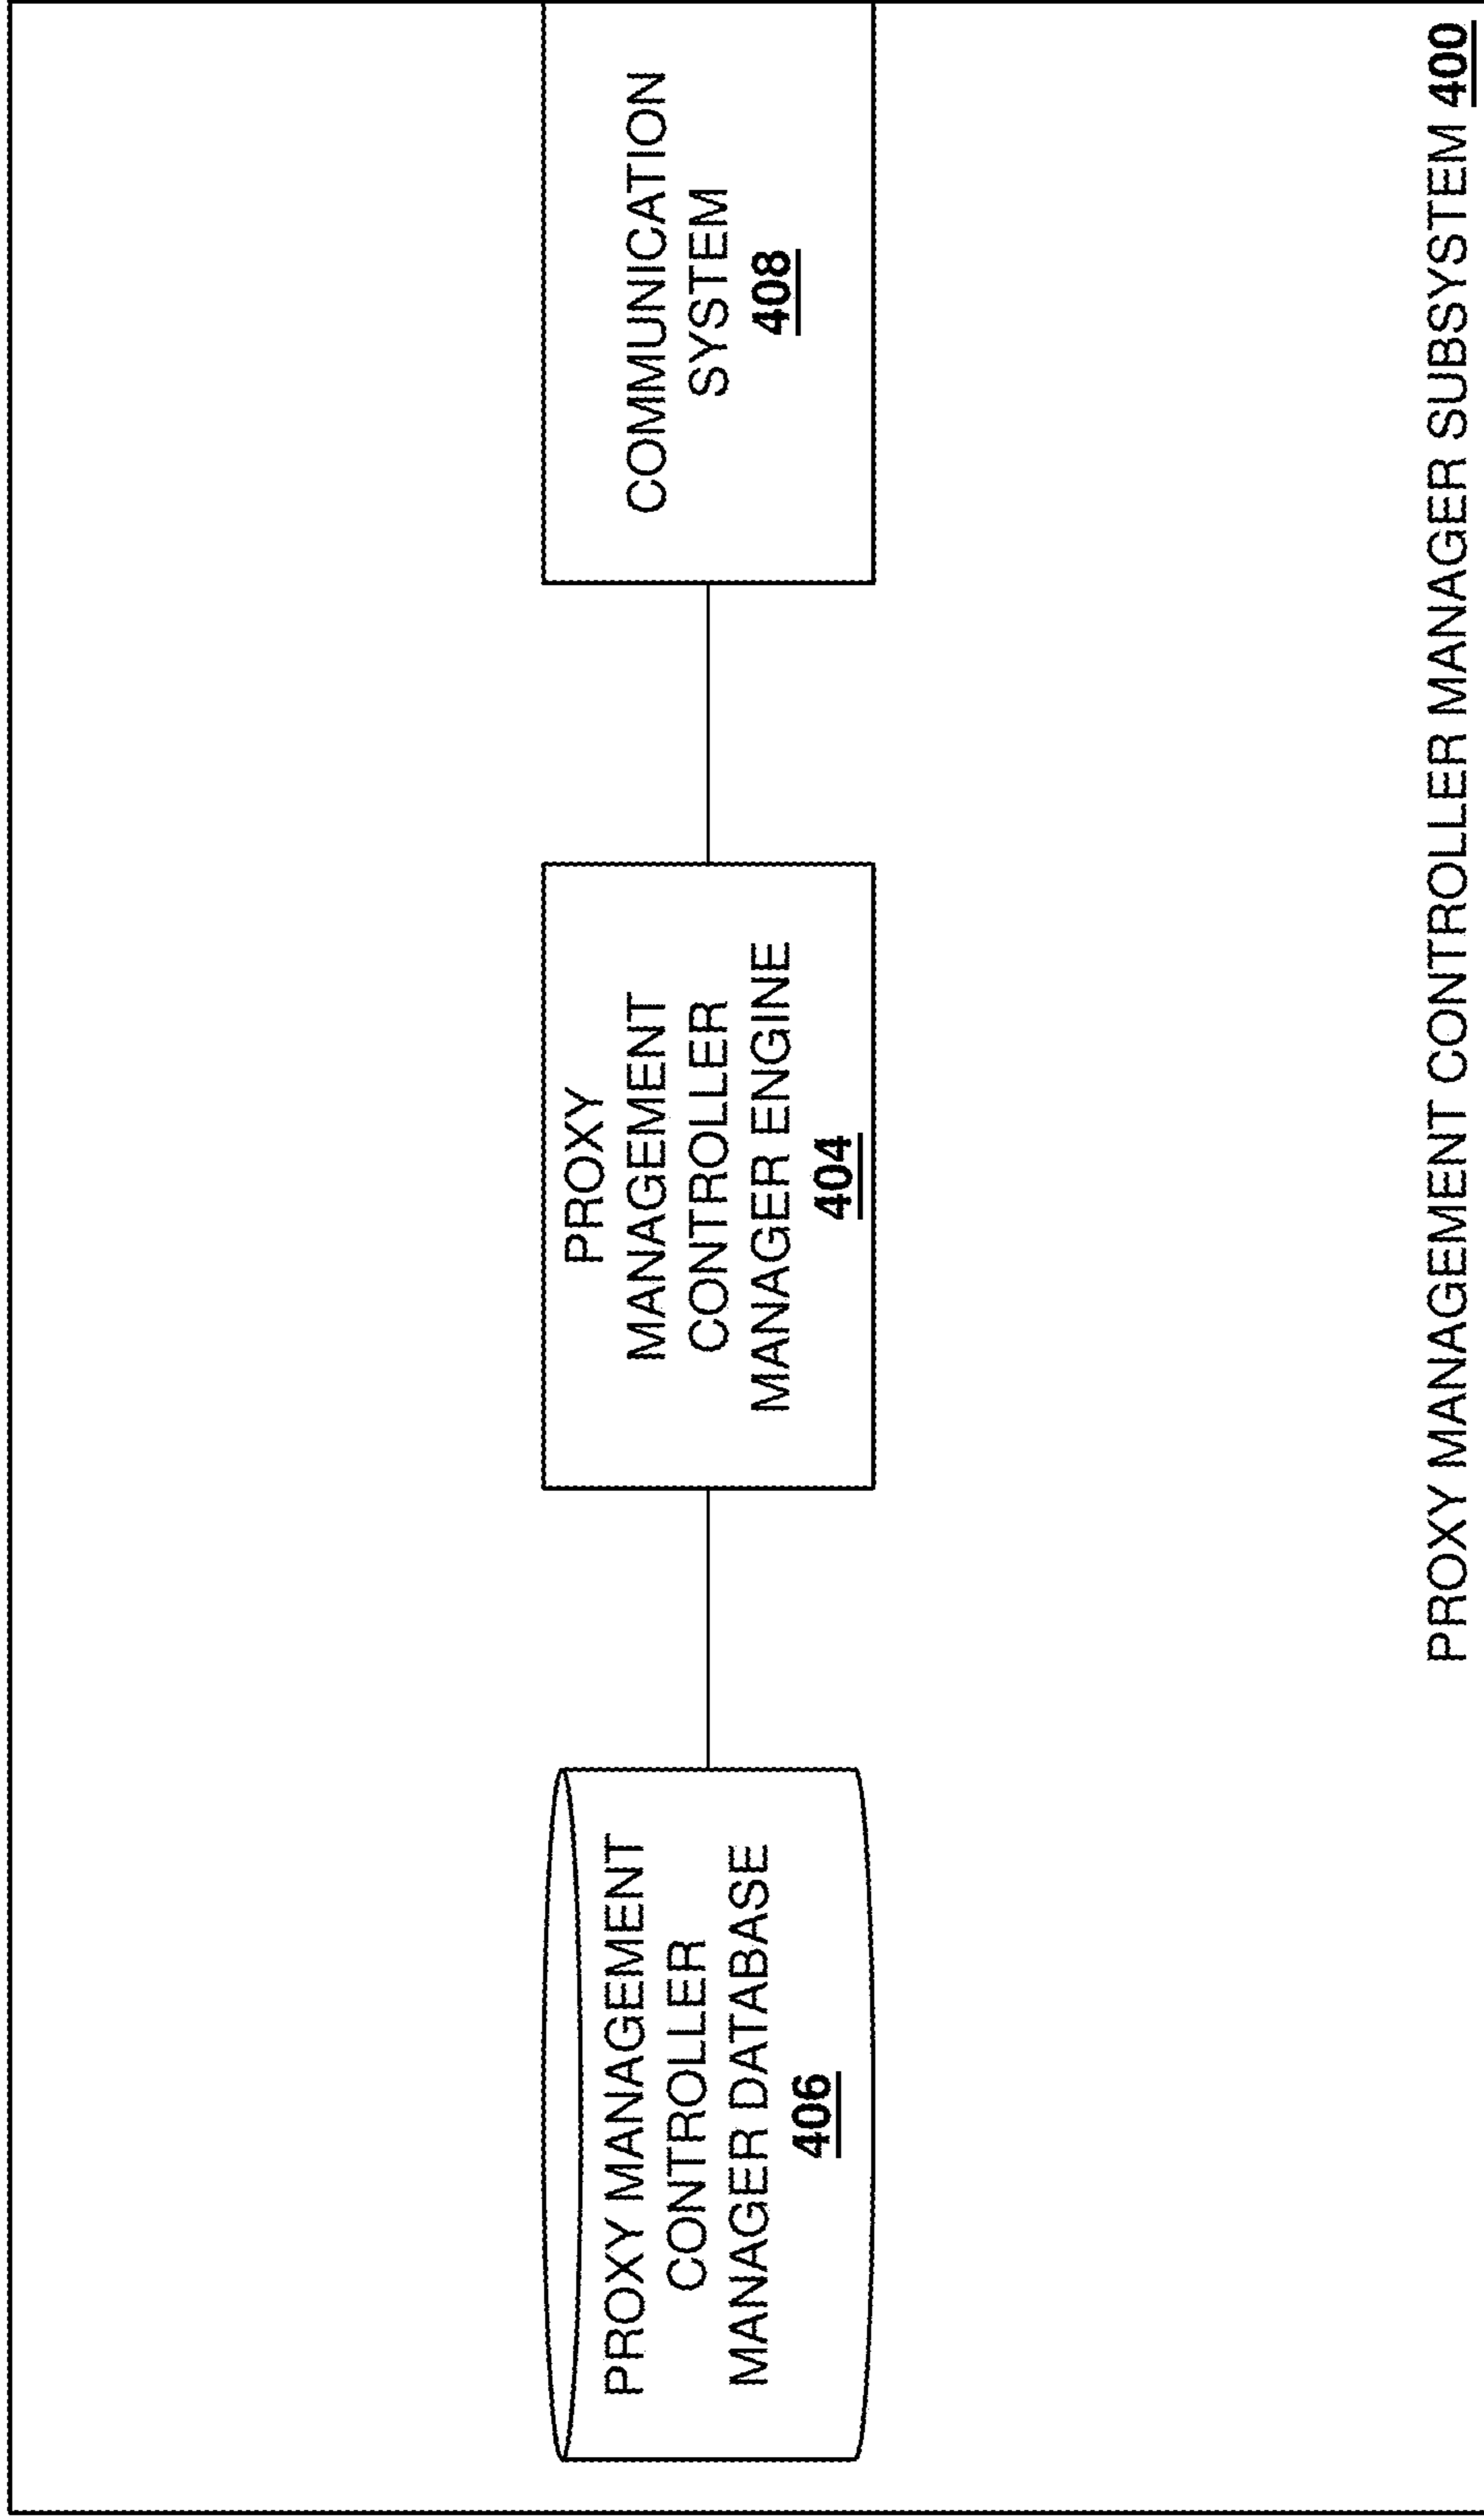 PROXY MANAGEMENT
CONTROLLER
MANAGER DATABASE
406
PROXY
MANAGEMENT
CONTROLLER
MANAGER ENGINE
404
COMMUNICATION
SYSTEM
408
PROXY MANAGEMENT CONTROLLER MANAGER SUBSYSTEM 400